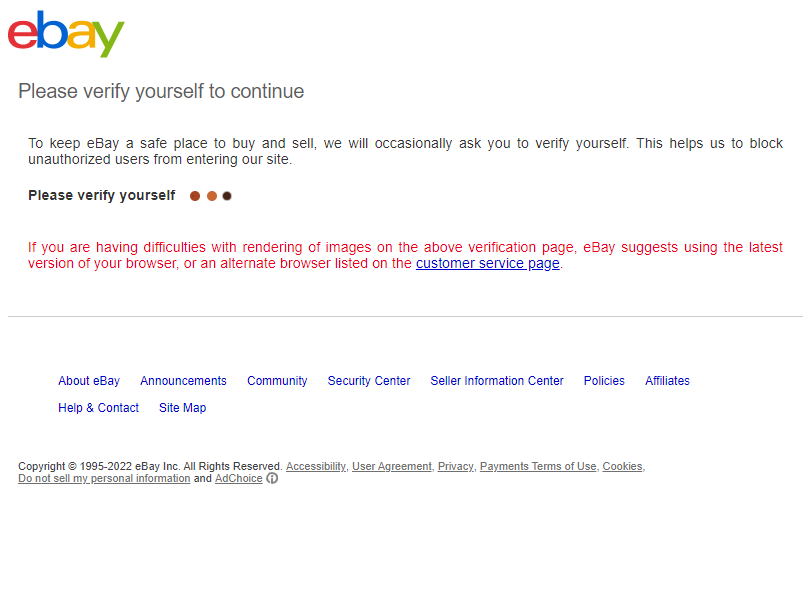 ebay
Please verify yourself to continue
To keep eBay a safe place to buy and sell, we will occasionally ask you to verify yourself. This helps us to block
unauthorized users from entering our site.
Please verify yourself
If you are having difficulties with rendering of images on the above verification page, eBay suggests using the latest
version of your browser, or an alternate browser listed on the customer service page.
About eBay Announcements Community Security Center Seller Information Center Policies Affiliates
Help & Contact Site Map
Copyright © 1995-2022 eBay Inc. All Rights Reserved. Accessibility, User Agreement, Privacy, Payments Terms of Use, Cookies,
Do not sell my personal information and AdChoice